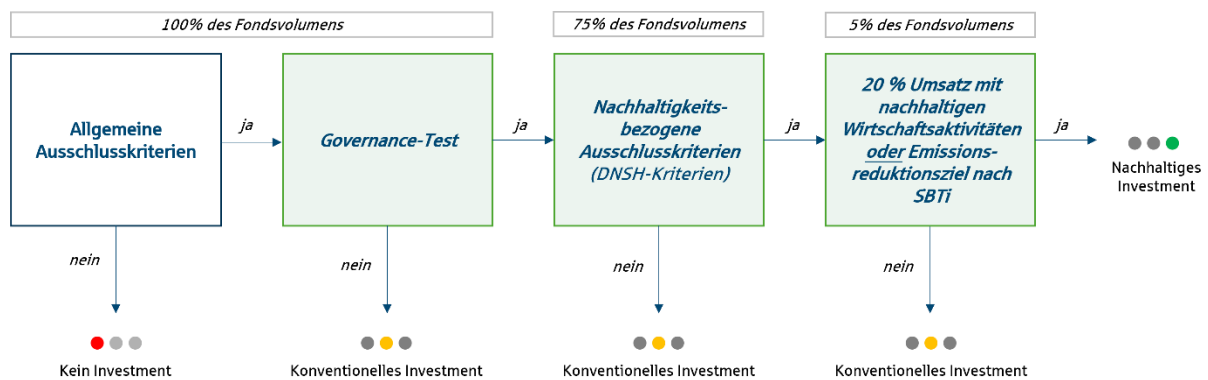 100% des Fondsvolumens
75% des Fondsvolumens
5% des Fondsvolumens
Allgemeine
Ausschlusskriterien
ja
Governance-Test
ja
Nachhaltigkeits-
bezogene
Ausschlusskriterien
(DNSH-Kriterien)
ja
20 % Umsatz mit
nachhaltigen
Wirtschaftsaktivitäten
oder Emissions-
reduktionsziel nach
SBTi
ja
Nachhaltiges
Investment
nein
nein
nein
nein
Kein Investment
Konventionelles Investment
Konventionelles Investment
Konventionelles Investment